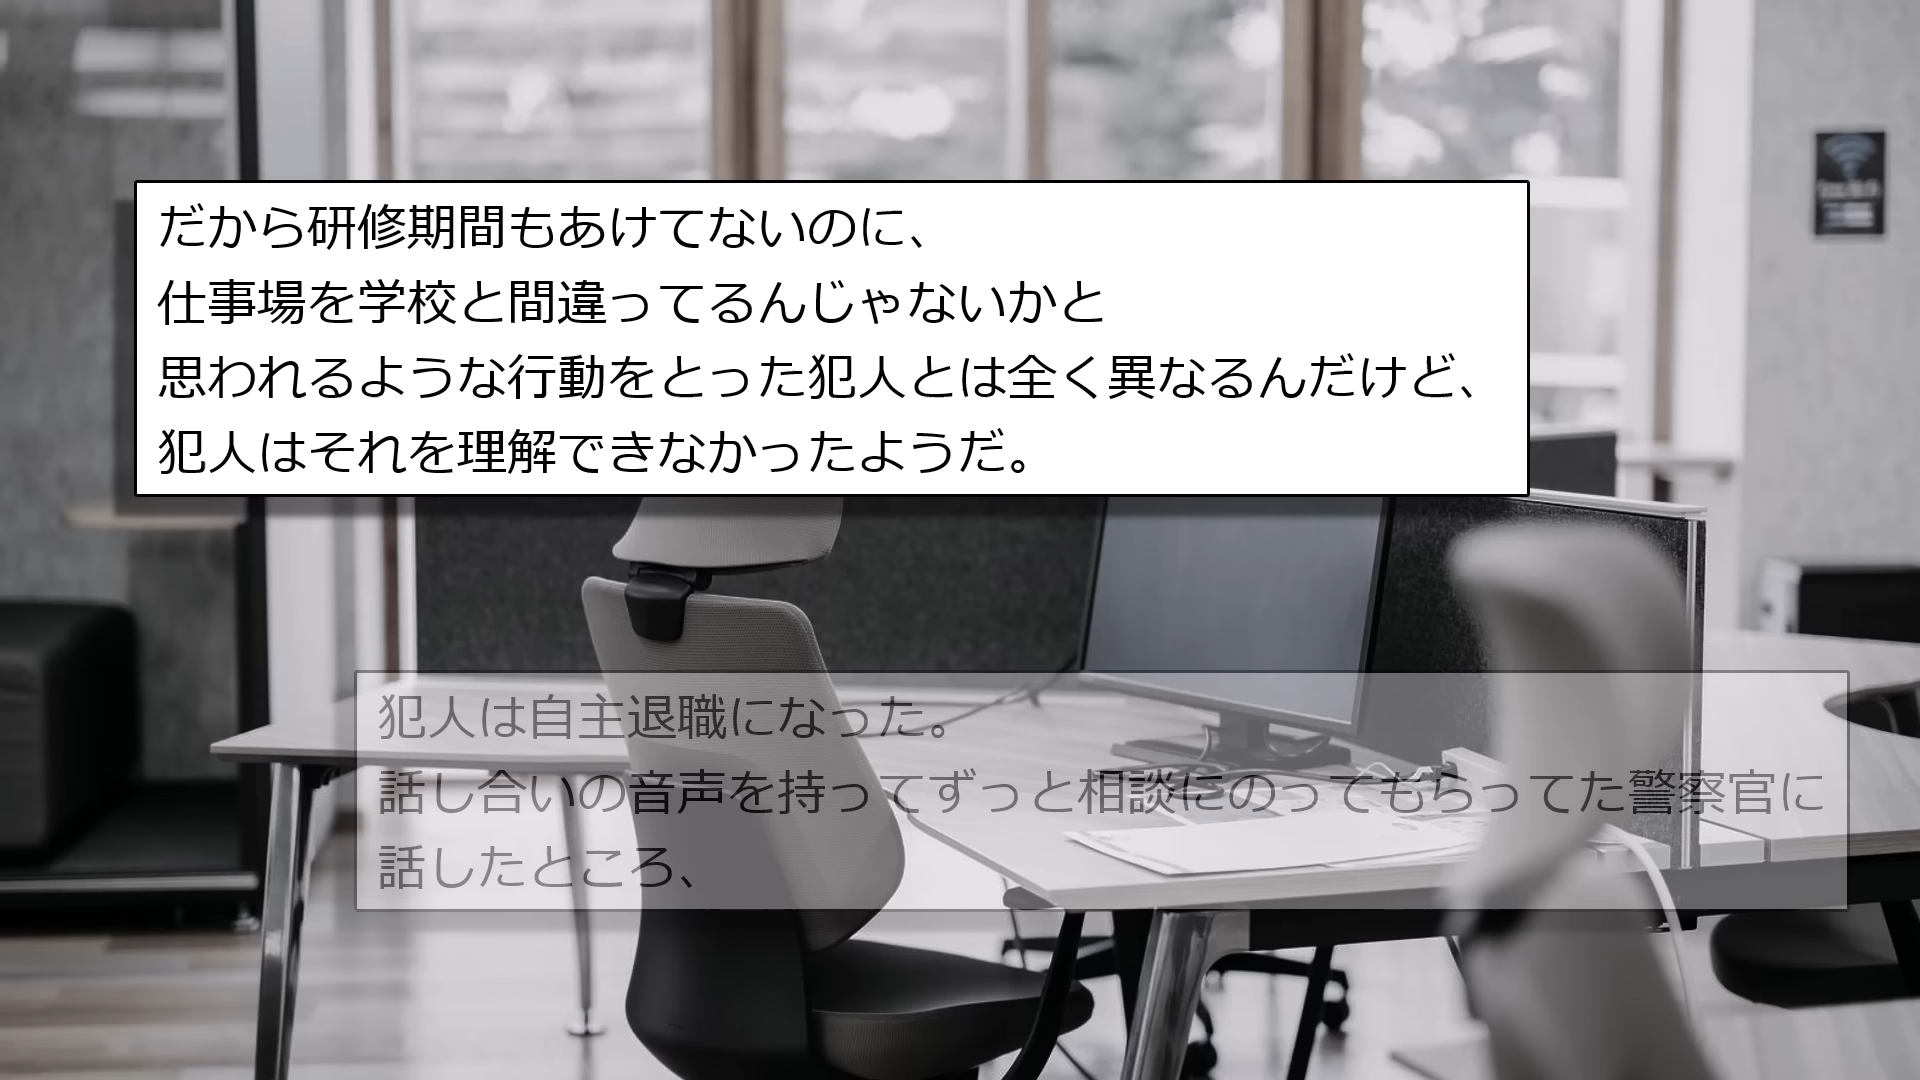 だから研修期間もあけてないのに、
仕事場を学校と間違ってるんじゃないかと
思われるような行動をとった犯人とは全く異なるんだけど、
犯人はそれを理解できなかったようだ。
犯人は自主退職になった。
話し合いの音声を持ってずっと相談にのってもらってた警察官に
話したところ、